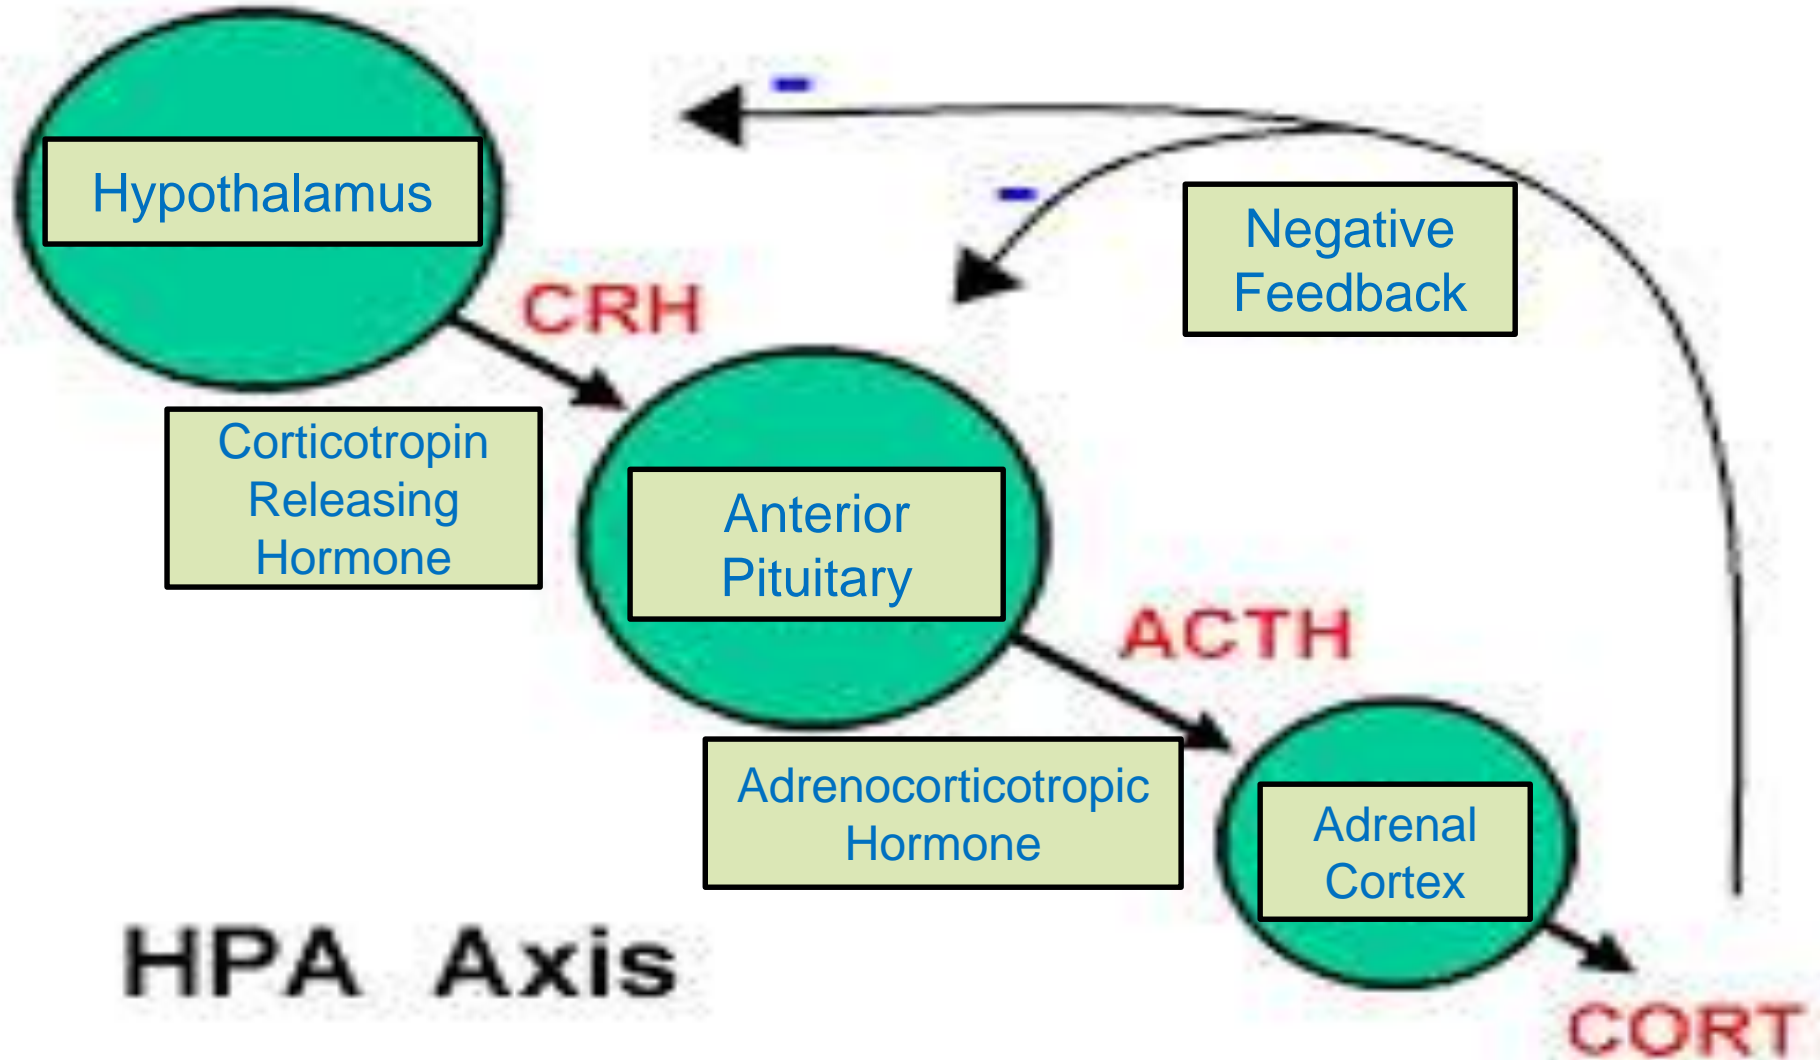 -
-
Hypothalamus
Negative
Feedback
CRH
Corticotropin
Releasing
Hormone
Anterior
Pituitary
ACTH
Adrenocorticotropic
Hormone
Adrenal
Cortex
HPA Axis
CORT